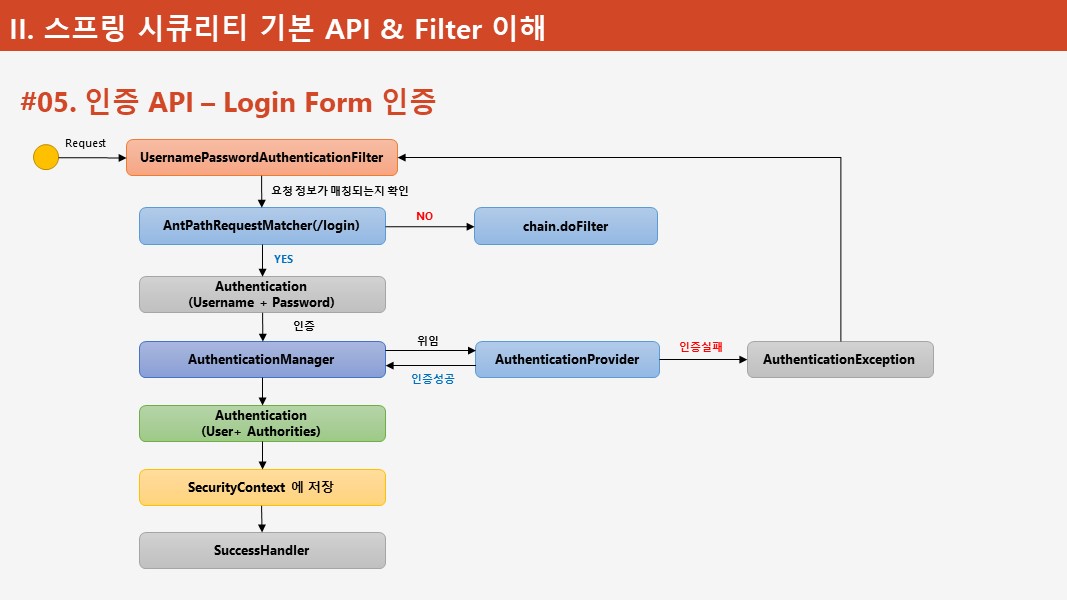 II. 스프링 시큐리티 기본 API & Filter 이해
#05. 인증 API – Login Form 인증
Request
UsernamePasswordAuthenticationFilter
요청 정보가 매칭되는지 확인
AntPathRequestMatcher(/login)
NO
chain.doFilter
YES
Authentication
(Username + Password)
인증
AuthenticationManager
위임
인증성공
AuthenticationProvider
인증실패
AuthenticationException
Authentication
(User+ Authorities)
SecurityContext 에 저장
SuccessHandler